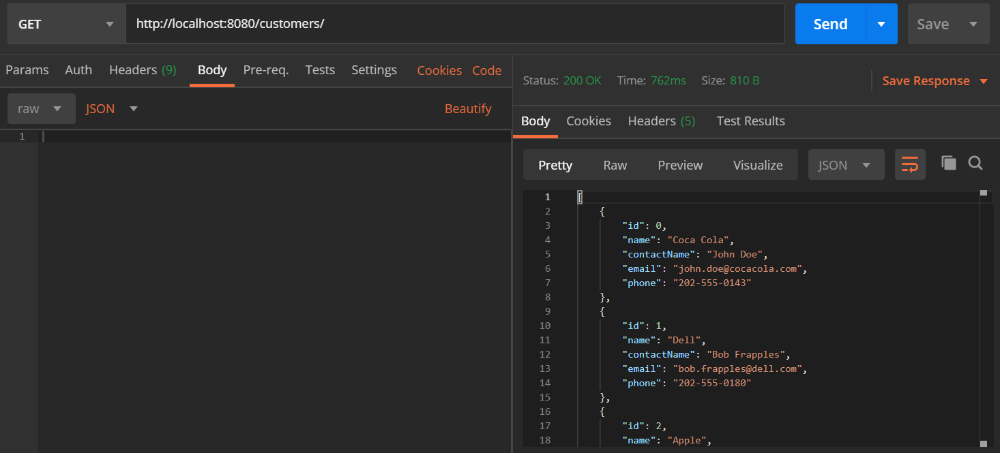 GET http://localhost:8080/customers/ Send Save
Params Auth Headers (9) Body Pre-req. Tests Settings Cookies Code
raw JSON Beautify
1
Status: 200 OK Time: 762ms Size: 810 B Save Response
Body Cookies Headers (5) Test Results
Pretty Raw Preview Visualize JSON
1 [
2 {
3 "id": 0,
4 "name": "Coca Cola",
5 "contactName": "John Doe",
6 "email": "john.doe@cocacola.com",
7 "phone": "202-555-0143"
8 },
9 {
10 "id": 1,
11 "name": "Dell",
12 "contactName": "Bob Frapples",
13 "email": "bob.frapples@dell.com",
14 "phone": "202-555-0180"
15 },
16 {
17 "id": 2,
18 "name": "Apple",